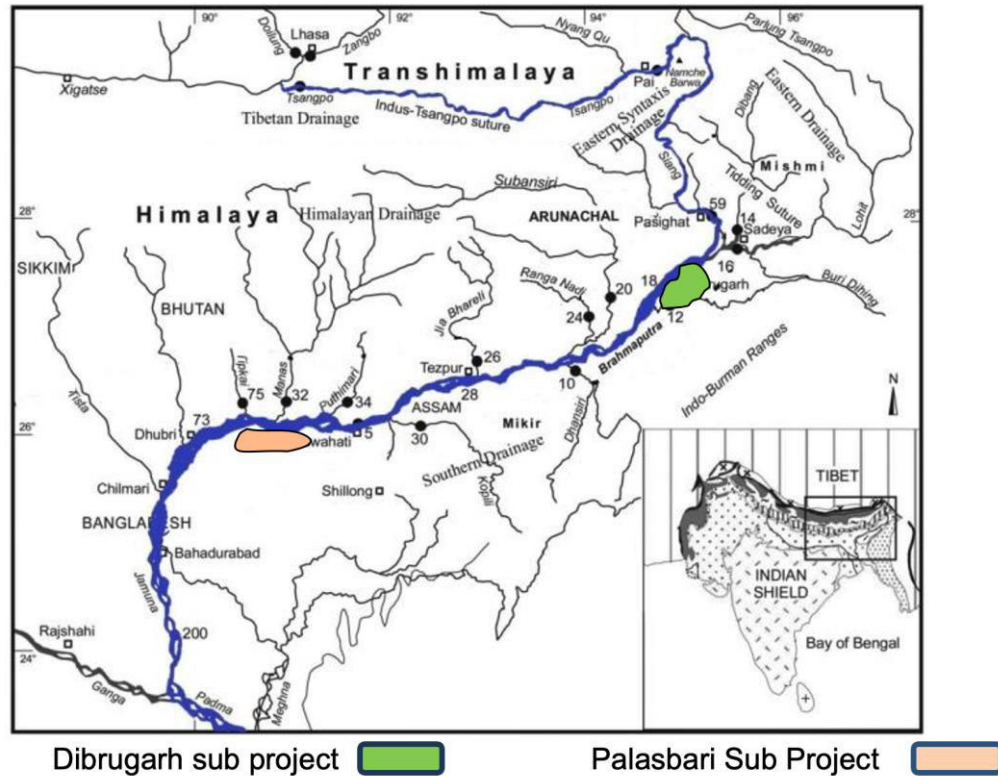 90°
92
94
96
Lhasa
Doilung
Zangbo
Nyang Qu
Parlung Tsangpo
Transhimalaya
Pai
Namche
Barwa
Xigatse
Tsangpo
Indus-Tsangpo suture
Tsangpo
Tibetan Drainage
Eastern Syntaxis
Drainage
Dibang
Eastern Drainage
Siang
Mishmi
Tidding Suture
Subansiri
28°
Himalaya
Himalayan Drainage
ARUNACHAL
Pasighat
59
14
Sadeya
Lohit
28°
SIKKIM
16
BHUTAN
Ranga Nadi
18
ugarh
Buri Dihing
20
24
12
Jia Bhareli
Brahmaputra
Tipkai
Manas
Puthimari
26
Tezpur
28
10
Indo-Burman Ranges
N
Tista
75
32
34
73
ASSAM
26°
Dhubri
wahati
5
30
Mikir
Dhansiri
Southern Drainage
Kopili
Chilmari
Shillong
BANGLADESH
TIBET
Bahadurabad
Jamuna
INDIAN
SHIELD
Rajshahi
200
Bay of Bengal
24°
Ganga
Padma
Meghna
Dibrugarh sub project
Palasbari Sub Project